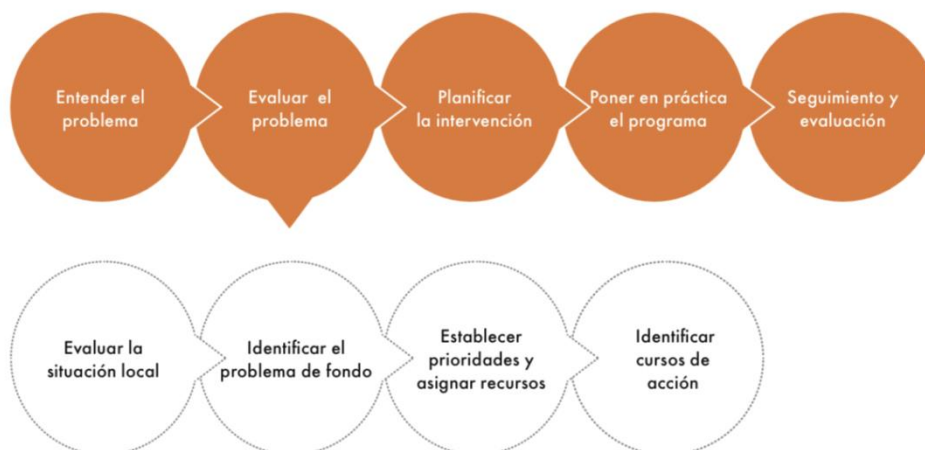 Entender el
problema
Evaluar el
problema
Planificar
la intervención
Poner en práctica
el programa
Seguimiento y
evaluación
Evaluar la
situación local
Identificar el
problema de fondo
Establecer
prioridades y
asignar recursos
Identificar
cursos de
acción